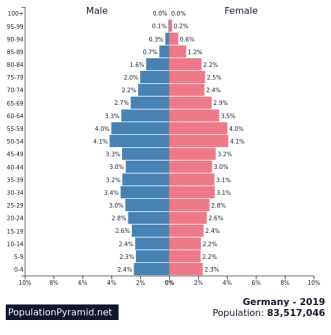 Male Female
100+ 0.0% 0.0%
95-99 0.1% 0.2%
90-94 0.3% 0.6%
85-89 0.7% 1.2%
80-84 1.6% 2.2%
75-79 2.0% 2.5%
70-74 2.2% 2.4%
65-69 2.7% 2.9%
60-64 3.3% 3.5%
55-59 4.0% 4.0%
50-54 4.1% 4.1%
45-49 3.3% 3.2%
40-44 3.0% 3.0%
35-39 3.2% 3.1%
30-34 3.4% 3.1%
25-29 3.0% 2.8%
20-24 2.8% 2.6%
15-19 2.6% 2.4%
10-14 2.4% 2.2%
5-9 2.3% 2.2%
0-4 2.4% 2.3%
10% 8% 6% 4% 2% 0% 2% 4% 6% 8% 10%
Germany - 2019
PopulationPyramid.net Population: 83,517,046